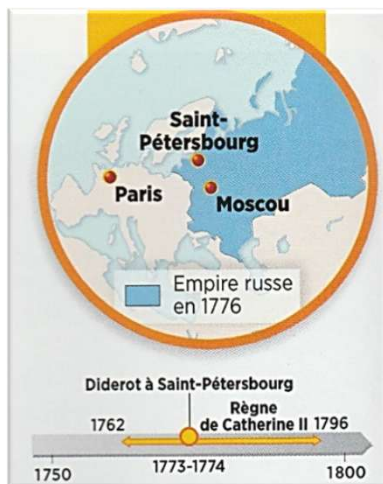 Saint-
Pétersbourg
Paris
Moscou
Empire russe
en 1776
Diderot à Saint-Pétersbourg
1762
Règne
de Catherine II 1796
1750
1773-1774
1800